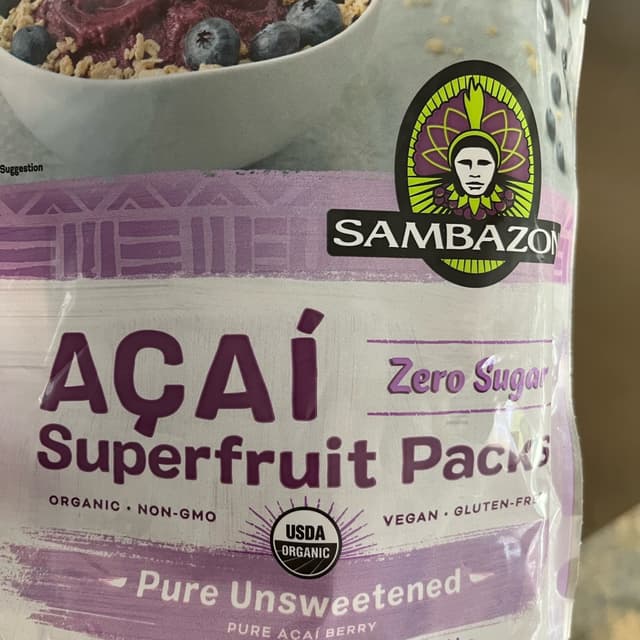 Suggestion
SAMBAZON
AÇAÍ
Zero Sugar
Superfruit Packs
ORGANIC • NON-GMO
VEGAN • GLUTEN-FR
USDA
ORGANIC
Pure Unsweetened
PURE AÇAÍ BERRY